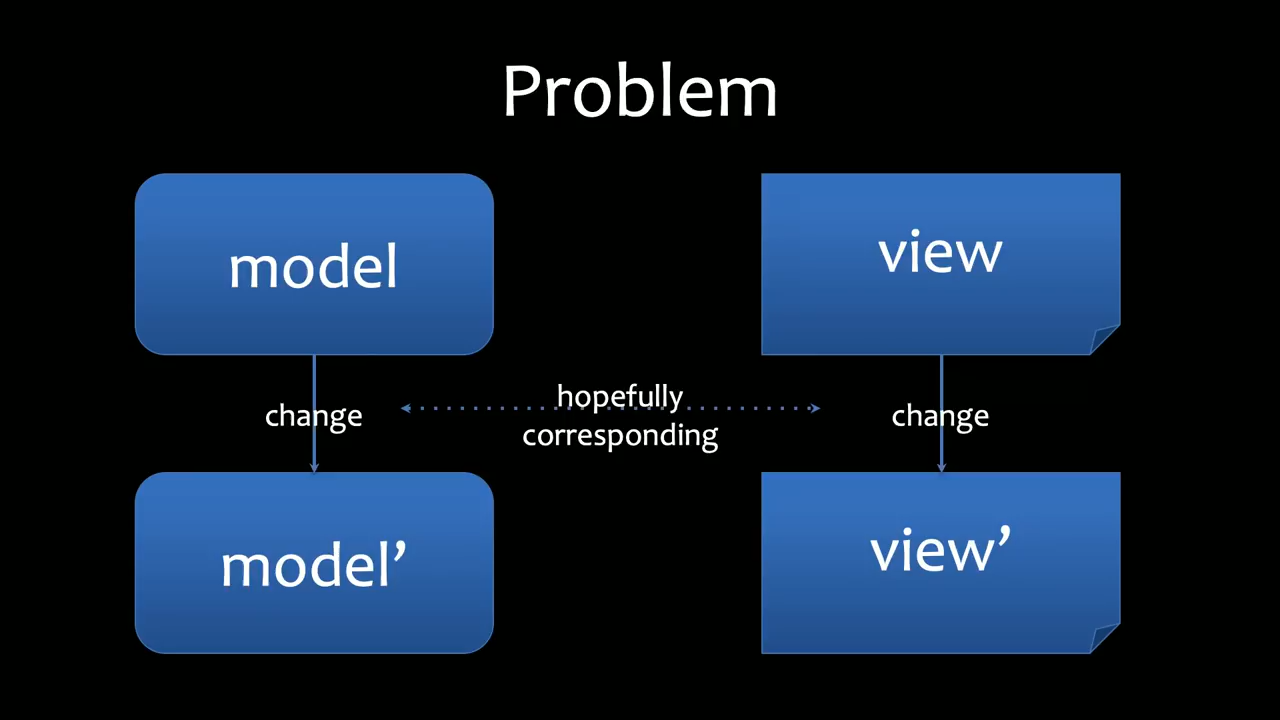 Problem
model
view
hopefully
change
change
corresponding
model’
view’